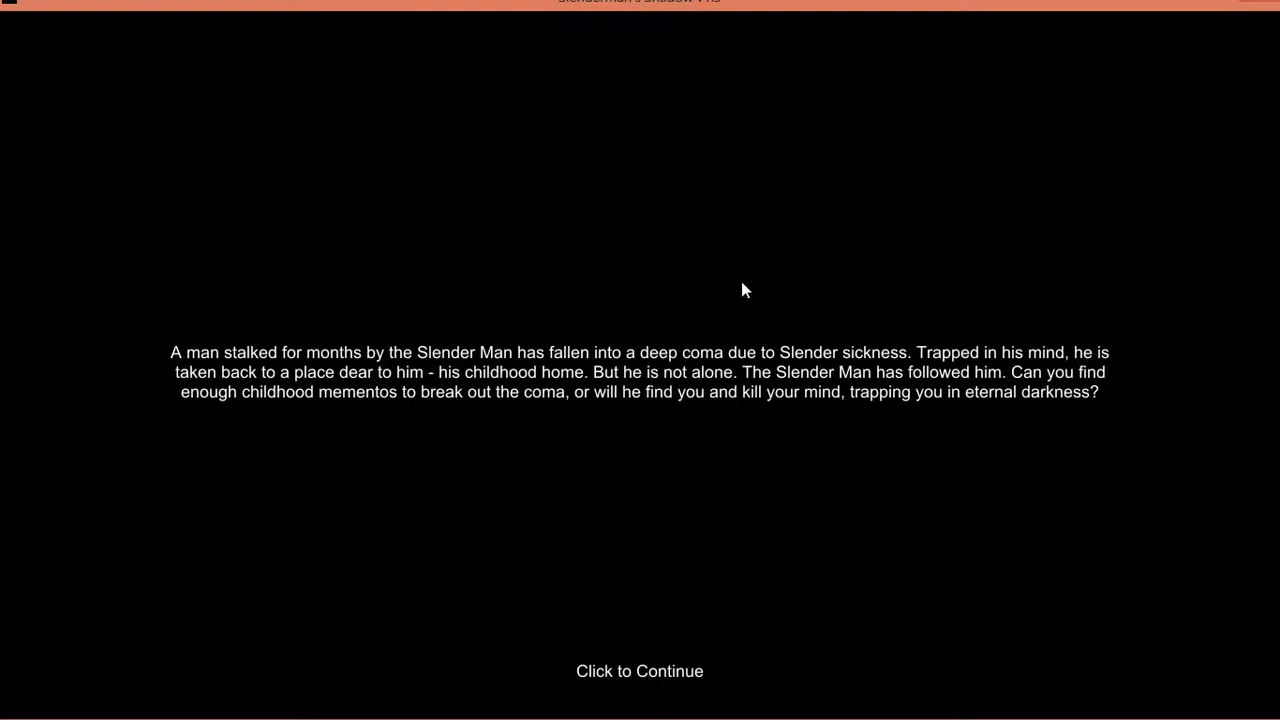 Slenderman's Shadow
A man stalked for months by the Slender Man has fallen into a deep coma due to Slender sickness. Trapped in his mind, he is
taken back to a place dear to him - his childhood home. But he is not alone. The Slender Man has followed him. Can you find
enough childhood mementos to break out the coma, or will he find you and kill your mind, trapping you in eternal darkness?
Click to Continue